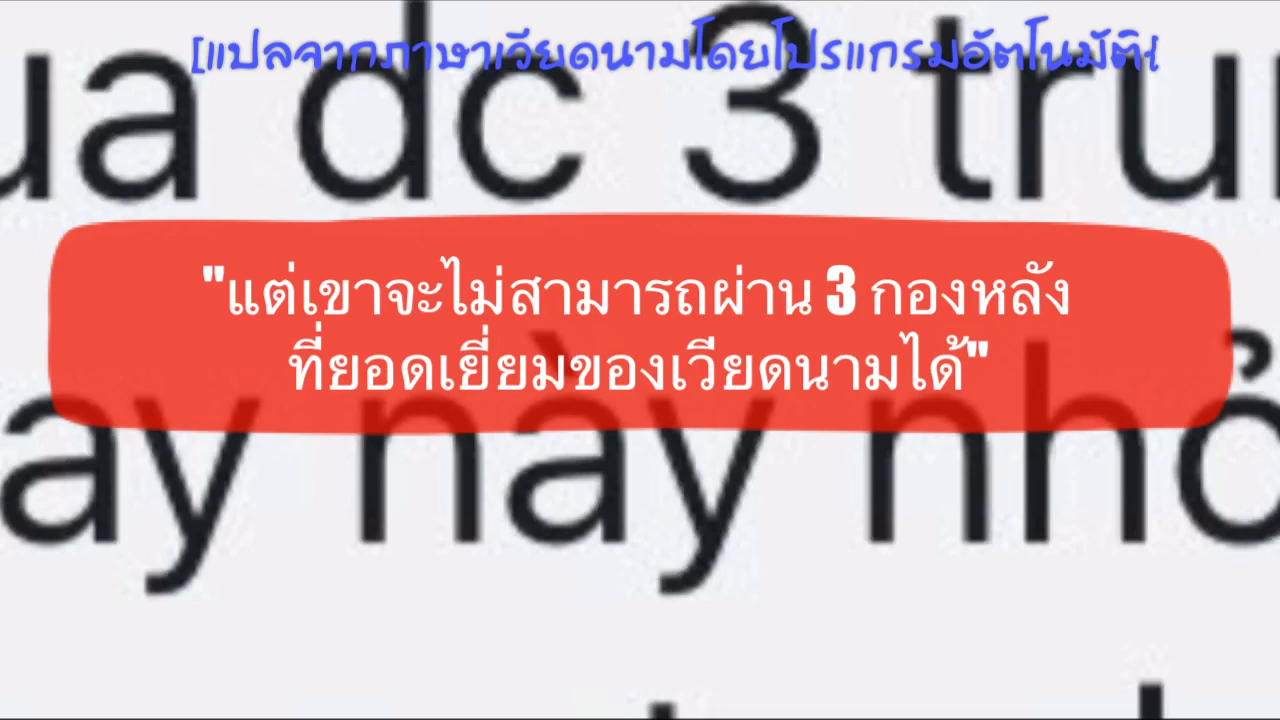 [แปลจากภาษาเวียดนามโดยโปรแกรมอัตโนมัติ{
ua dc 3 trun
"แต่เขาจะไม่สามารถผ่าน 3 กองหลัง
ที่ยอดเยี่ยมของเวียดนามได้"
ay này nhỏ